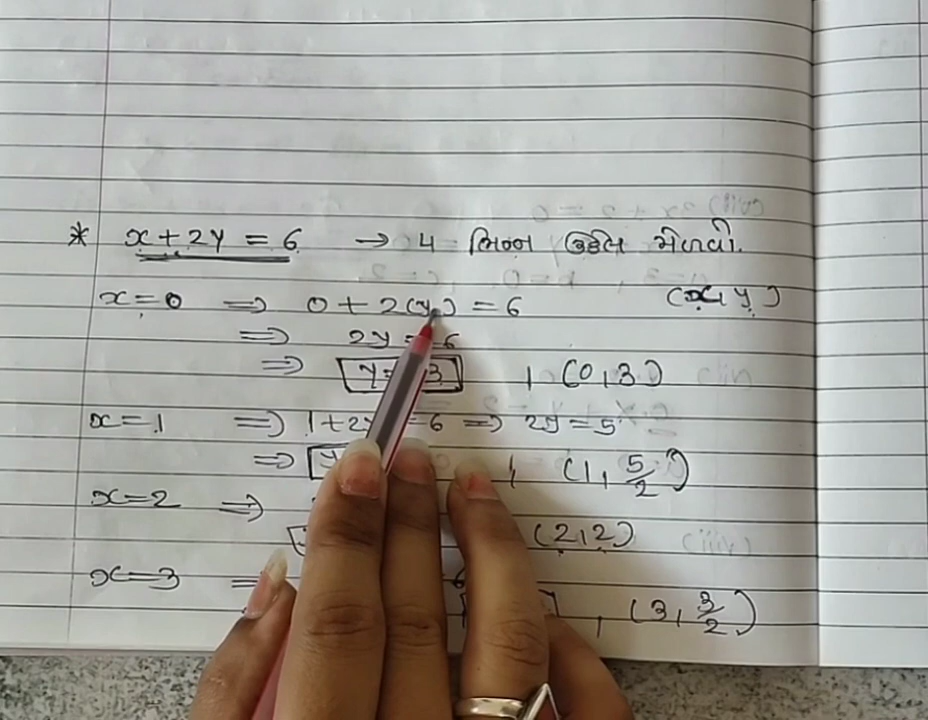 * x + 2y = 6 → 4 ભિન્ન ઉકેલ મેળવો.
x = 0 ⇒ 0 + 2(y) = 6 (x, y)
⇒ 2y = 6
⇒ y = 3 , (0, 3)
x = 1 ⇒ 1 + 2y = 6 ⇒ 2y = 5
⇒ , (1, 5/2)
x = 2 ⇒
(2, 2)
x = 3
, (3, 3/2)